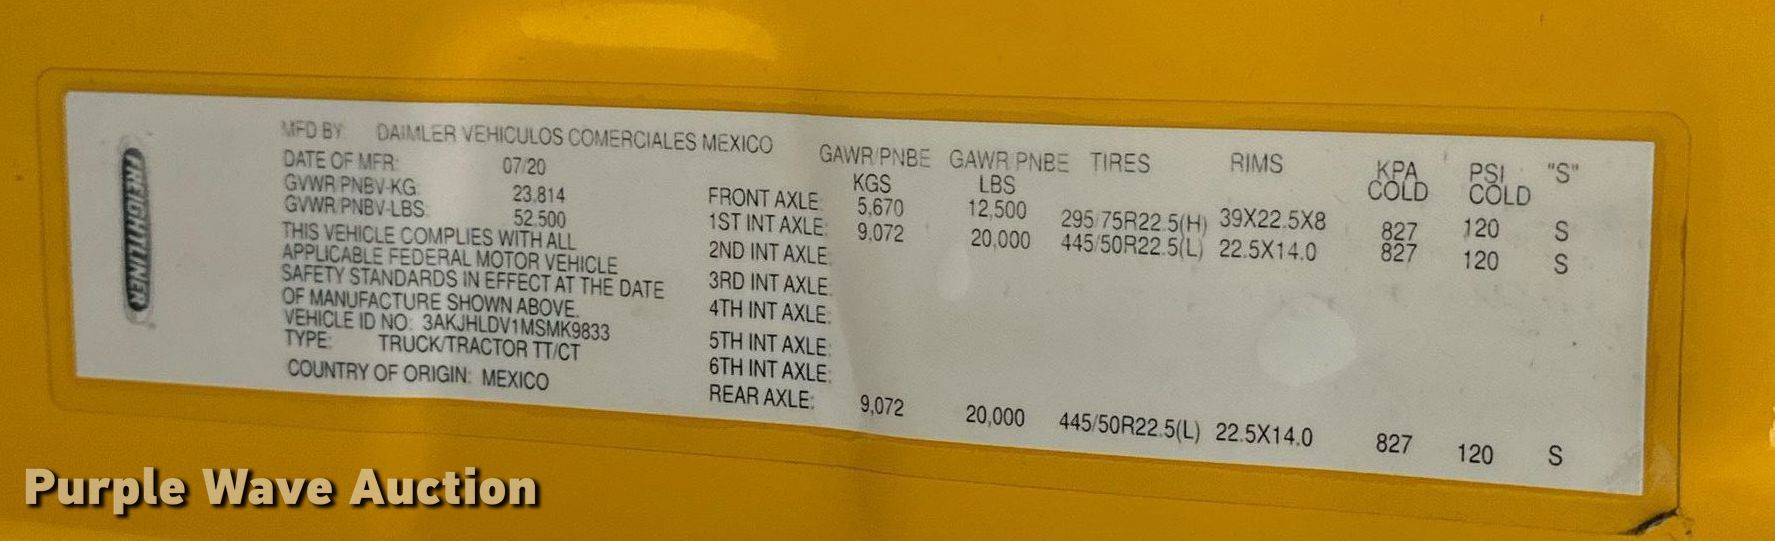 FREIGHTLINER
MFD BY: DAIMLER VEHICULOS COMERCIALES MEXICO
DATE OF MFR: 07/20
GVWR/PNBV-KG. 23,814
GVWR/PNBV-LBS. 52,500
THIS VEHICLE COMPLIES WITH ALL
APPLICABLE FEDERAL MOTOR VEHICLE
SAFETY STANDARDS IN EFFECT AT THE DATE
OF MANUFACTURE SHOWN ABOVE.
VEHICLE ID NO: 3AKJHLDV1MSMK9833
TYPE: TRUCK/TRACTOR TT/CT
COUNTRY OF ORIGIN: MEXICO
GAWR/PNBE KGS GAWR/PNBE LBS TIRES RIMS KPA COLD PSI COLD "S"
FRONT AXLE: 5,670 12,500 295/75R22.5(H) 39X22.5X8 827 120 S
1ST INT AXLE: 9,072 20,000 445/50R22.5(L) 22.5X14.0 827 120 S
2ND INT AXLE:
3RD INT AXLE:
4TH INT AXLE:
5TH INT AXLE:
6TH INT AXLE:
REAR AXLE: 9,072 20,000 445/50R22.5(L) 22.5X14.0 827 120 S
Purple Wave Auction